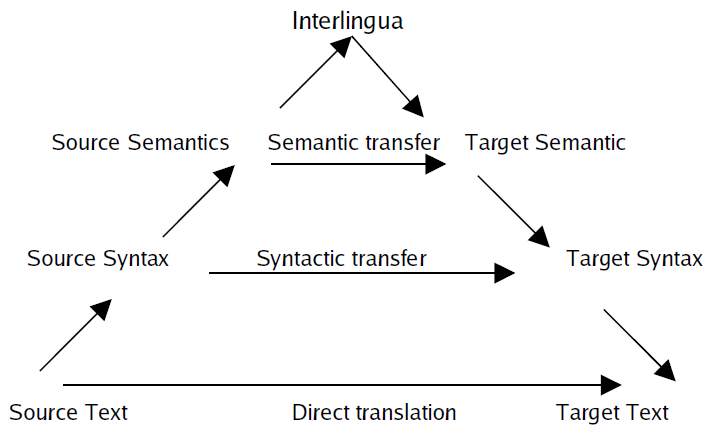 Interlingua
Source Semantics Semantic transfer Target Semantic
Source Syntax Syntactic transfer Target Syntax
Source Text Direct translation Target Text